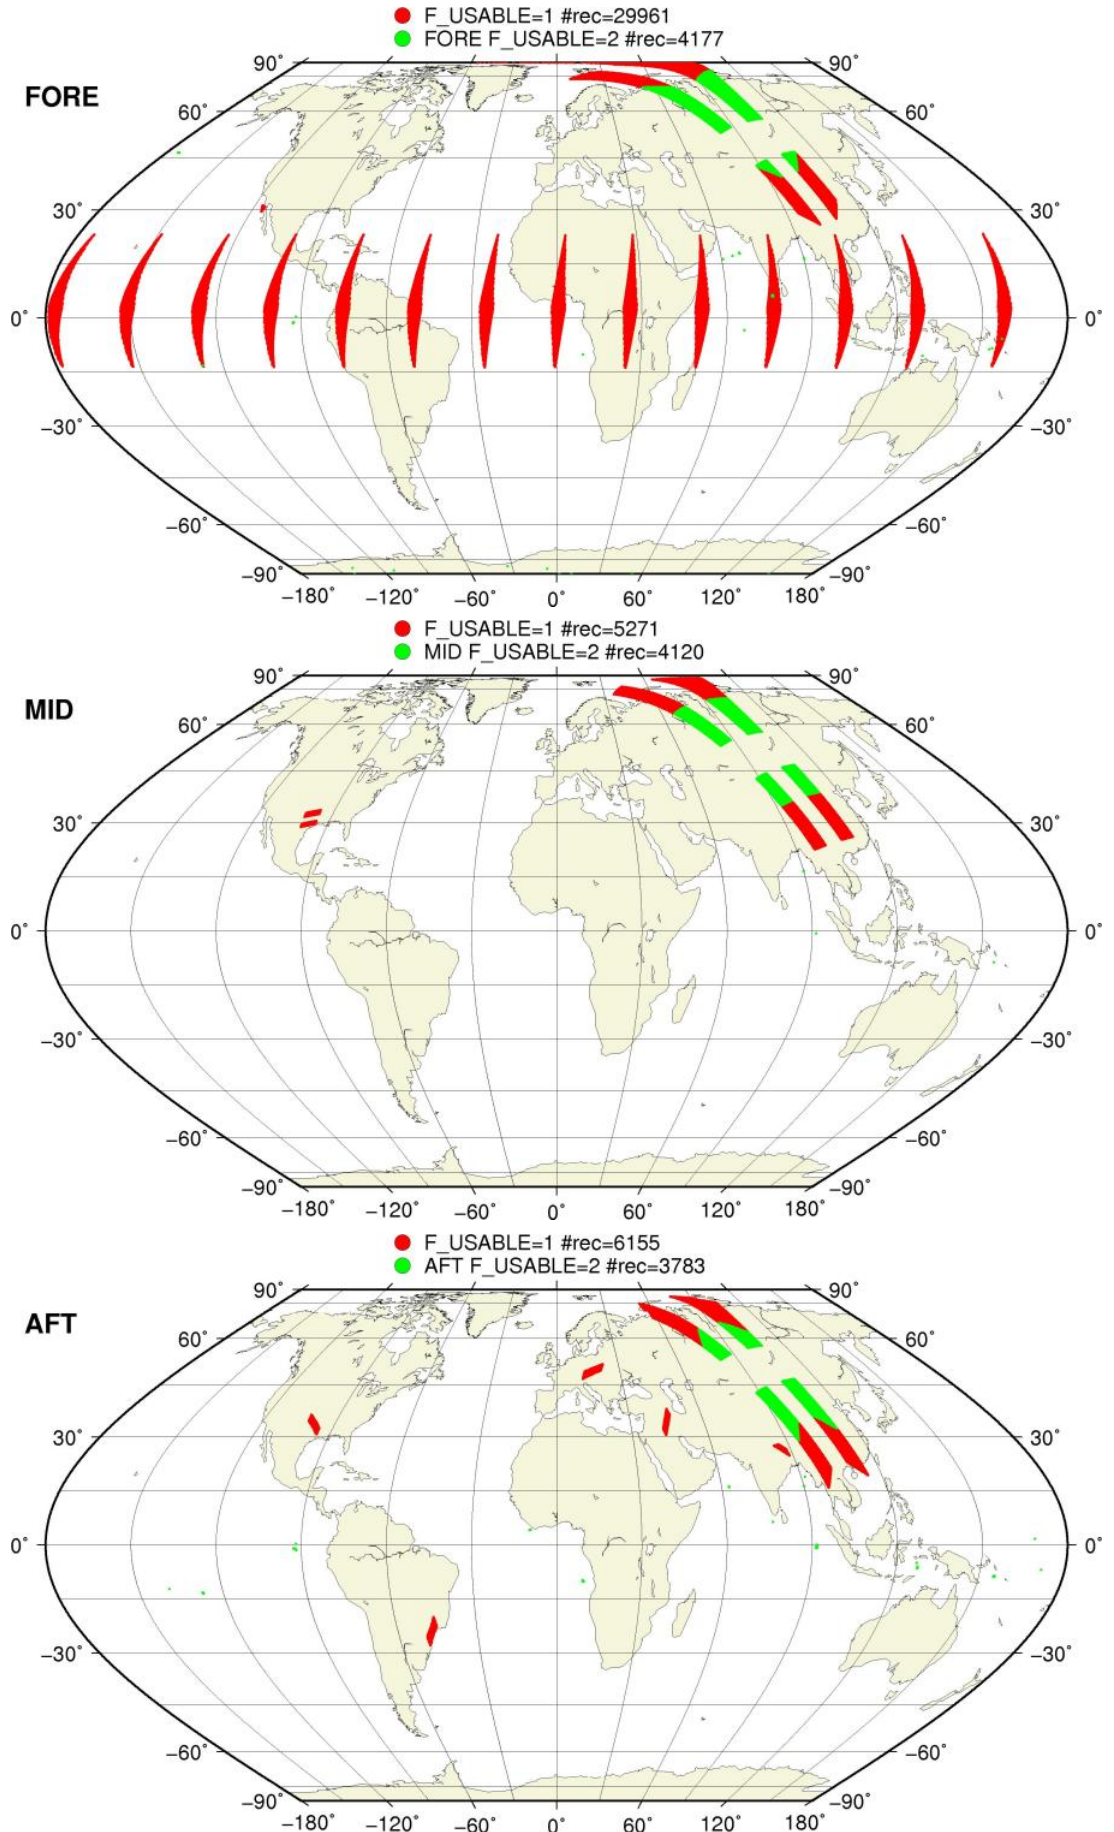 F_USABLE=1 #rec=29961
FORE F_USABLE=2 #rec=4177
FORE
90° 90°
60° 60°
30° 30°
0° 0°
−30° −30°
−60° −60°
−90° −90°
−180° −120° −60° 0° 60° 120° 180°
F_USABLE=1 #rec=5271
MID F_USABLE=2 #rec=4120
MID
90°
60° 60°
30° 30°
0° 0°
−30° −30°
−60° −60°
−90° −90°
−180° −120° −60° 0° 60° 120° 180°
F_USABLE=1 #rec=6155
AFT F_USABLE=2 #rec=3783
AFT
90° 90°
60° 60°
30° 30°
0° 0°
−30° −30°
−60° −60°
−90° −90°
−180° −120° −60° 0° 60° 120° 180°